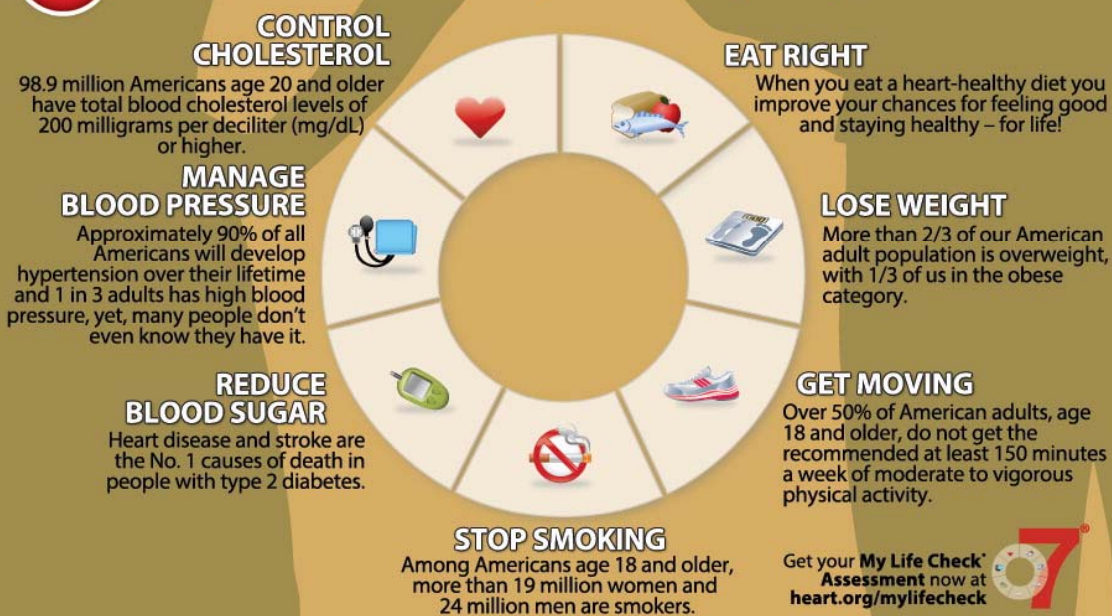 CONTROL
CHOLESTEROL
98.9 million Americans age 20 and older
have total blood cholesterol levels of
200 milligrams per deciliter (mg/dL)
or higher.
MANAGE
BLOOD PRESSURE
Approximately 90% of all
Americans will develop
hypertension over their lifetime
and 1 in 3 adults has high blood
pressure, yet, many people don't
even know they have it.
REDUCE
BLOOD SUGAR
Heart disease and stroke are
the No. 1 causes of death in
people with type 2 diabetes.
STOP SMOKING
Among Americans age 18 and older,
more than 19 million women and
24 million men are smokers.
EAT RIGHT
When you eat a heart-healthy diet you
improve your chances for feeling good
and staying healthy – for life!
LOSE WEIGHT
More than 2/3 of our American
adult population is overweight,
with 1/3 of us in the obese
category.
GET MOVING
Over 50% of American adults, age
18 and older, do not get the
recommended at least 150 minutes
a week of moderate to vigorous
physical activity.
Get your My Life Check*
Assessment now at
heart.org/mylifecheck
7®